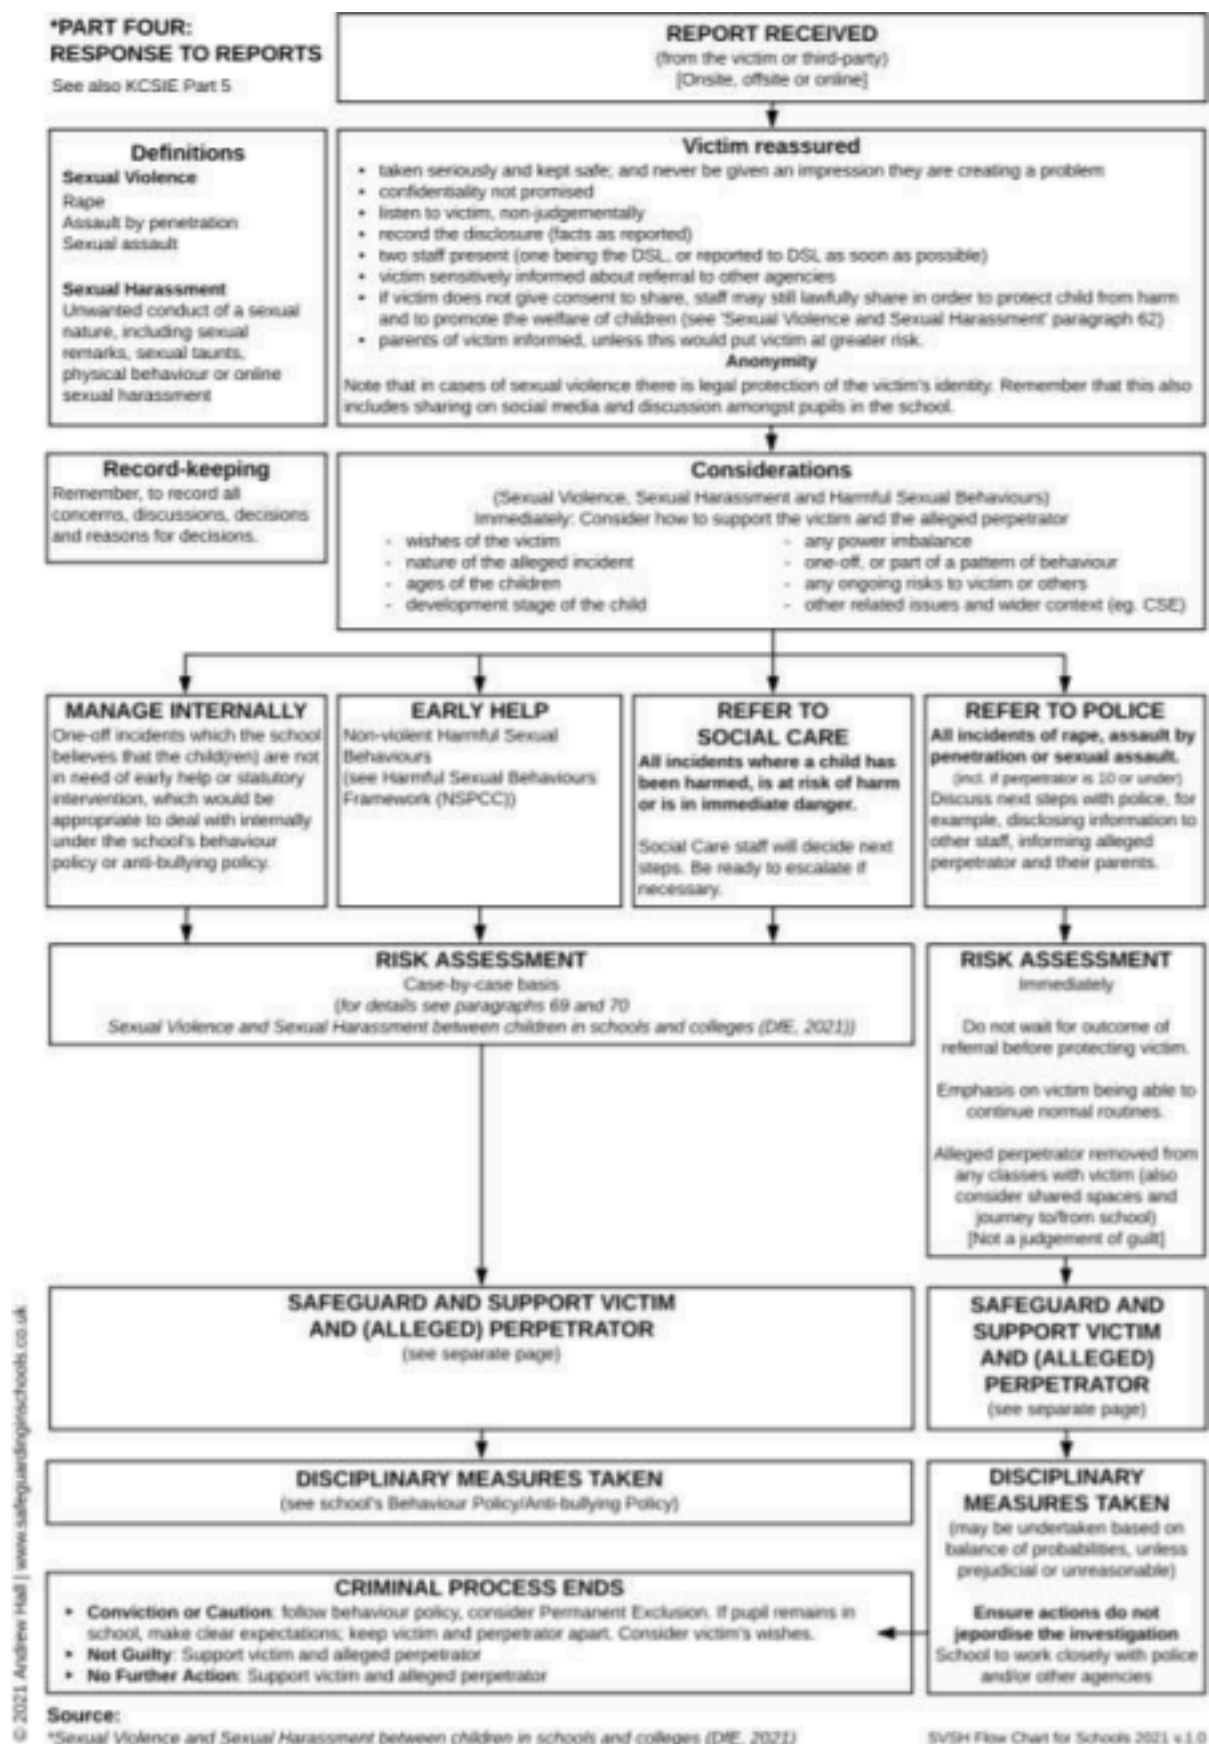 *PART FOUR:
RESPONSE TO REPORTS
See also KCSIE Part 5
REPORT RECEIVED
(from the victim or third-party)
[Onsite, offsite or online]
Definitions
Sexual Violence
Rape
Assault by penetration
Sexual assault
Sexual Harassment
Unwanted conduct of a sexual
nature, including sexual
remarks, sexual taunts,
physical behaviour or online
sexual harassment
Victim reassured
• taken seriously and kept safe; and never be given an impression they are creating a problem
• confidentiality not promised
• listen to victim, non-judgementally
• record the disclosure (facts as reported)
• two staff present (one being the DSL, or reported to DSL as soon as possible)
• victim sensitively informed about referral to other agencies
• if victim does not give consent to share, staff may still lawfully share in order to protect child from harm
and to promote the welfare of children (see 'Sexual Violence and Sexual Harassment' paragraph 62)
• parents of victim informed, unless this would put victim at greater risk.
Anonymity
Note that in cases of sexual violence there is legal protection of the victim's identity. Remember that this also
includes sharing on social media and discussion amongst pupils in the school.
Record-keeping
Remember, to record all
concerns, discussions, decisions
and reasons for decisions.
Considerations
(Sexual Violence, Sexual Harassment and Harmful Sexual Behaviours)
Immediately: Consider how to support the victim and the alleged perpetrator
- wishes of the victim
- nature of the alleged incident
- ages of the children
- development stage of the child
- any power imbalance
- one-off, or part of a pattern of behaviour
- any ongoing risks to victim or others
- other related issues and wider context (eg. CSE)
MANAGE INTERNALLY
One-off incidents which the school
believes that the child(ren) are not
in need of early help or statutory
intervention, which would be
appropriate to deal with internally
under the school's behaviour
policy or anti-bullying policy.
EARLY HELP
Non-violent Harmful Sexual
Behaviours
(see Harmful Sexual Behaviours
Framework (NSPCC))
REFER TO
SOCIAL CARE
All incidents where a child has
been harmed, is at risk of harm
or is in immediate danger.
Social Care staff will decide next
steps. Be ready to escalate if
necessary.
REFER TO POLICE
All incidents of rape, assault by
penetration or sexual assault.
(incl. if perpetrator is 10 or under)
Discuss next steps with police, for
example, disclosing information to
other staff, informing alleged
perpetrator and their parents.
RISK ASSESSMENT
Case-by-case basis
(for details see paragraphs 69 and 70
Sexual Violence and Sexual Harassment between children in schools and colleges (DfE, 2021))
RISK ASSESSMENT
Immediately
Do not wait for outcome of
referral before protecting victim.
Emphasis on victim being able to
continue normal routines.
Alleged perpetrator removed from
any classes with victim (also
consider shared spaces and
journey to/from school)
[Not a judgement of guilt]
SAFEGUARD AND SUPPORT VICTIM
AND (ALLEGED) PERPETRATOR
(see separate page)
SAFEGUARD AND
SUPPORT VICTIM
AND (ALLEGED)
PERPETRATOR
(see separate page)
DISCIPLINARY MEASURES TAKEN
(see school's Behaviour Policy/Anti-bullying Policy)
DISCIPLINARY
MEASURES TAKEN
(may be undertaken based on
balance of probabilities, unless
prejudicial or unreasonable)
Ensure actions do not
jepordise the investigation
School to work closely with police
and/or other agencies
CRIMINAL PROCESS ENDS
• Conviction or Caution: follow behaviour policy, consider Permanent Exclusion. If pupil remains in
school, make clear expectations; keep victim and perpetrator apart. Consider victim's wishes.
• Not Guilty: Support victim and alleged perpetrator
• No Further Action: Support victim and alleged perpetrator
© 2021 Andrew Hall | www.safeguardinginschools.co.uk
Source:
*Sexual Violence and Sexual Harassment between children in schools and colleges (DfE, 2021)
SVSH Flow Chart for Schools 2021 v.1.0